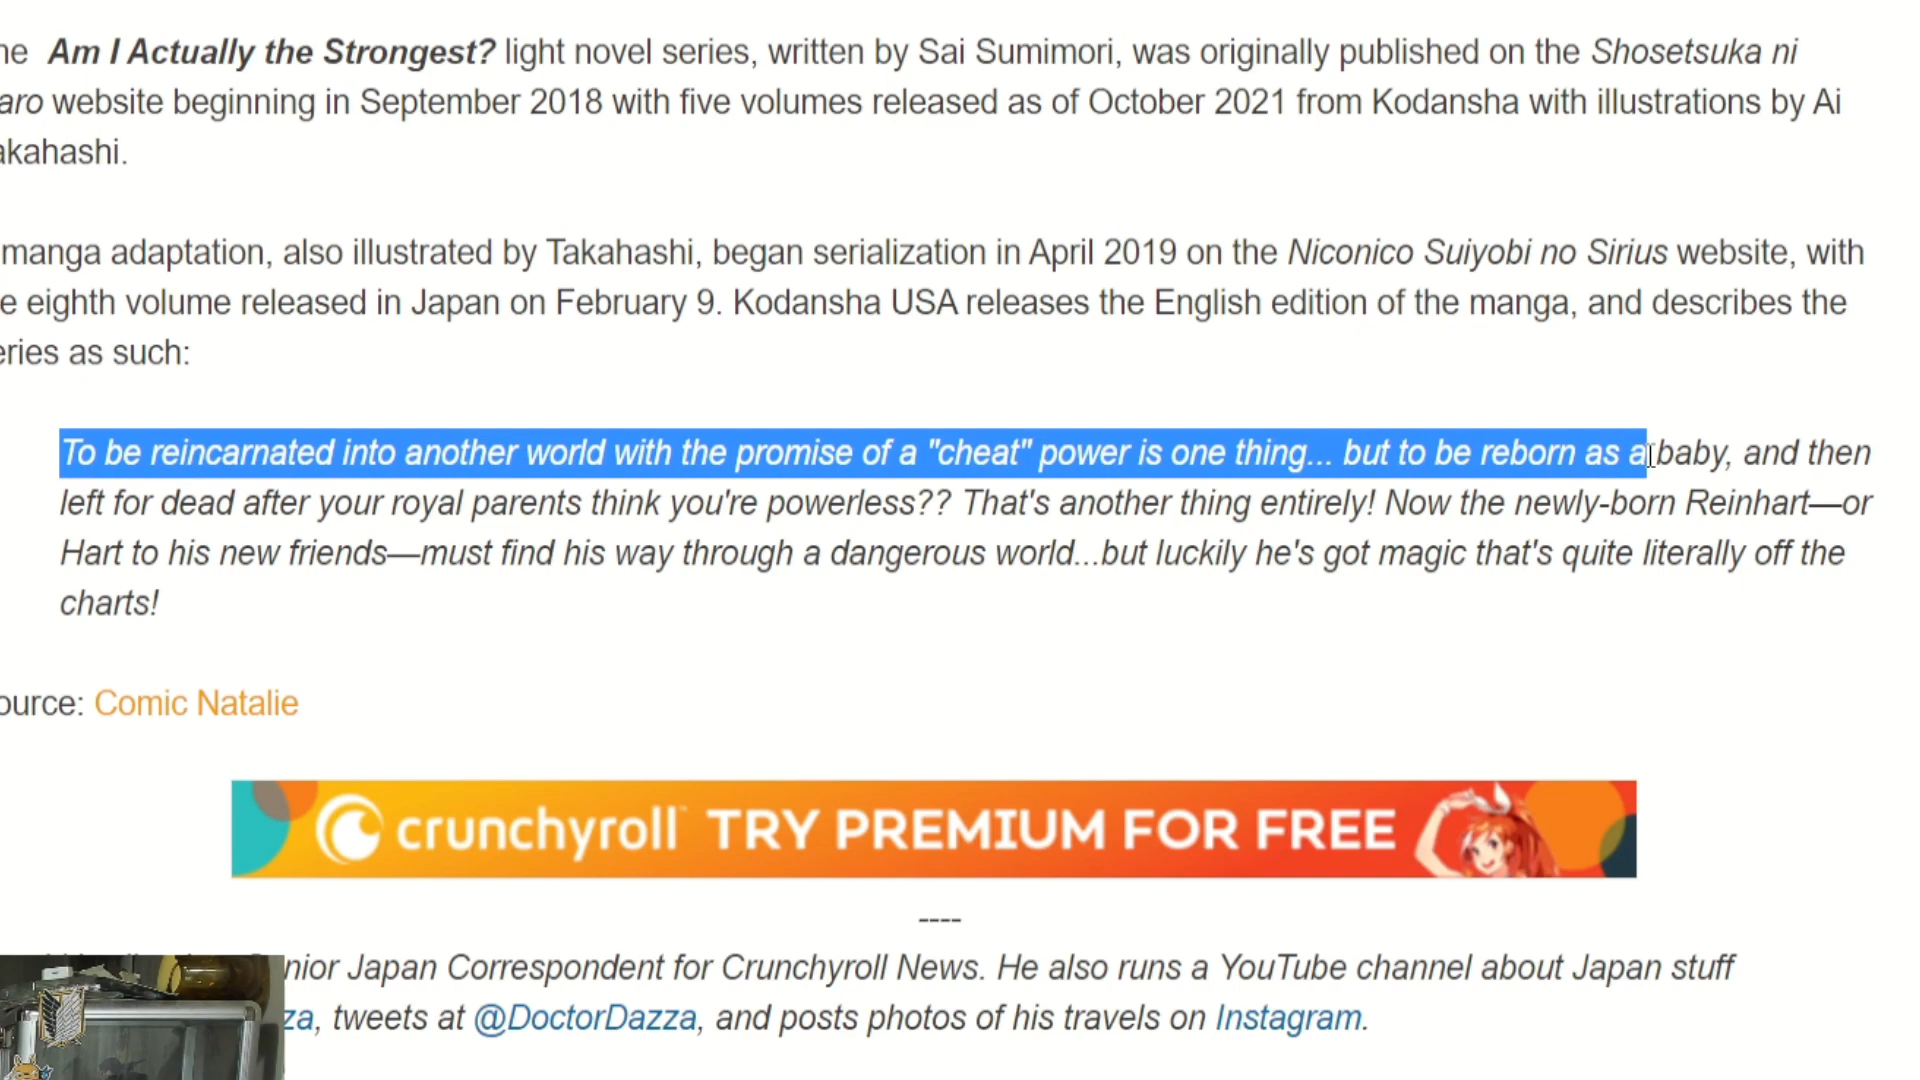 he Am I Actually the Strongest? light novel series, written by Sai Sumimori, was originally published on the Shosetsuka ni
aro website beginning in September 2018 with five volumes released as of October 2021 from Kodansha with illustrations by Ai
akahashi.
manga adaptation, also illustrated by Takahashi, began serialization in April 2019 on the Niconico Suiyobi no Sirius website, with
e eighth volume released in Japan on February 9. Kodansha USA releases the English edition of the manga, and describes the
eries as such:
To be reincarnated into another world with the promise of a "cheat" power is one thing... but to be reborn as a baby, and then
left for dead after your royal parents think you're powerless?? That's another thing entirely! Now the newly-born Reinhart—or
Hart to his new friends—must find his way through a dangerous world...but luckily he's got magic that's quite literally off the
charts!
ource: Comic Natalie
crunchyroll™ TRY PREMIUM FOR FREE
----
nior Japan Correspondent for Crunchyroll News. He also runs a YouTube channel about Japan stuff
za, tweets at @DoctorDazza, and posts photos of his travels on Instagram.